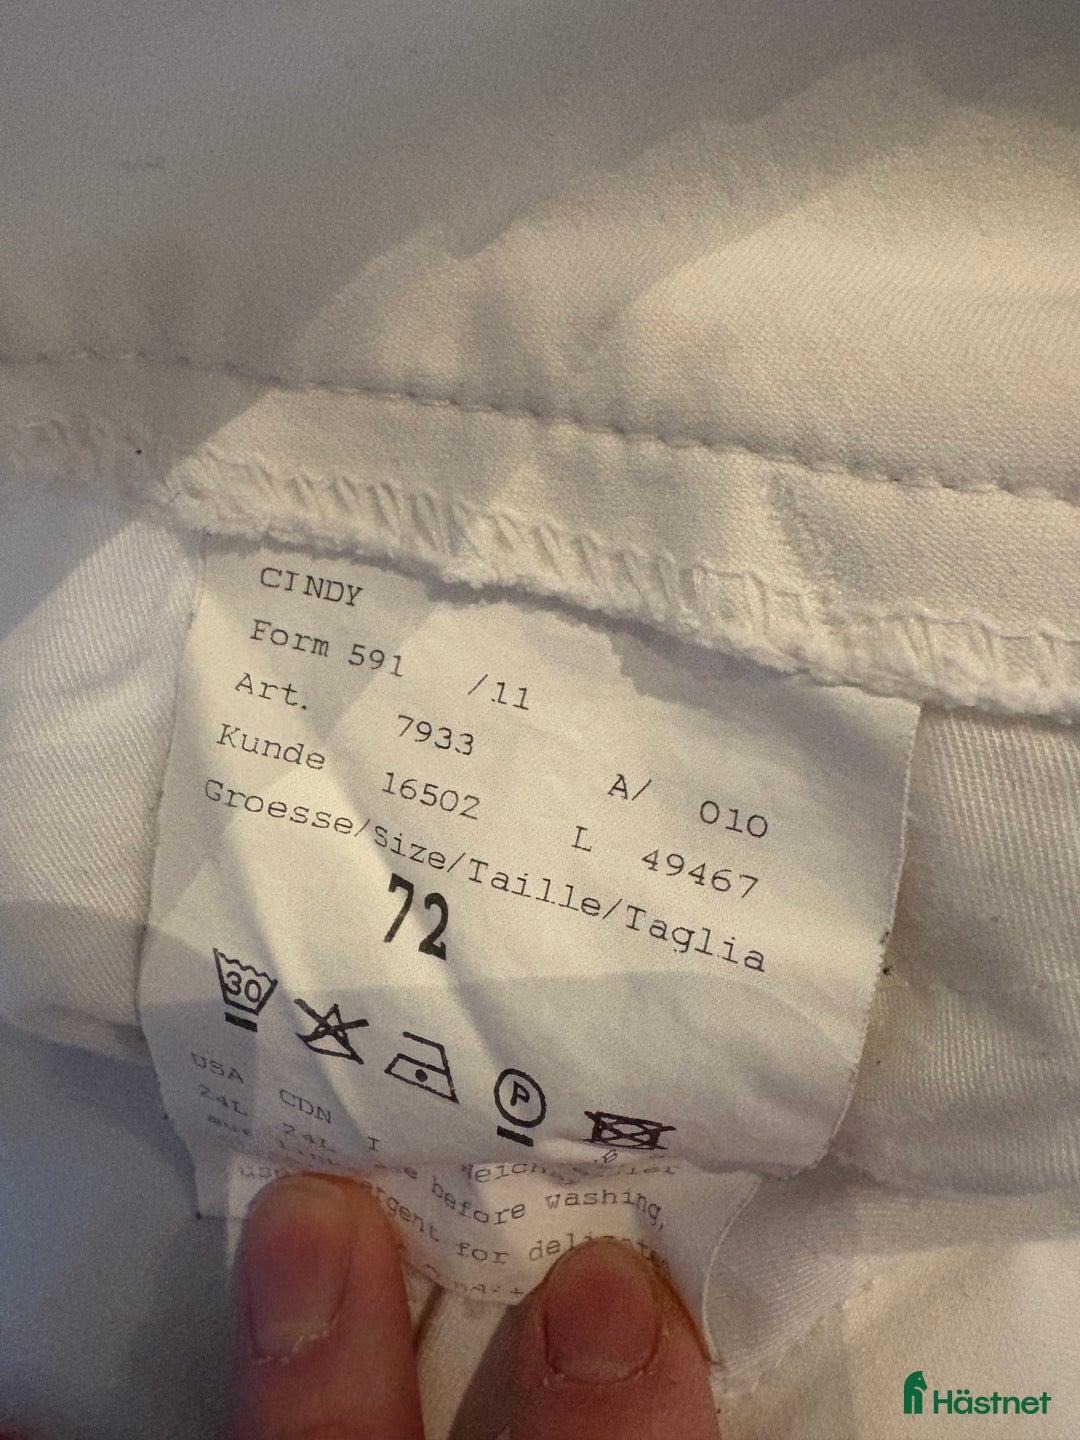 CINDY
Form 591 /11
Art. 7933 A/ 010
Kunde 16502 L 49467
Groesse/Size/Taille/Taglia
72
30
P
USA CDN I
24L 24L
before washing,
for
Hästnet